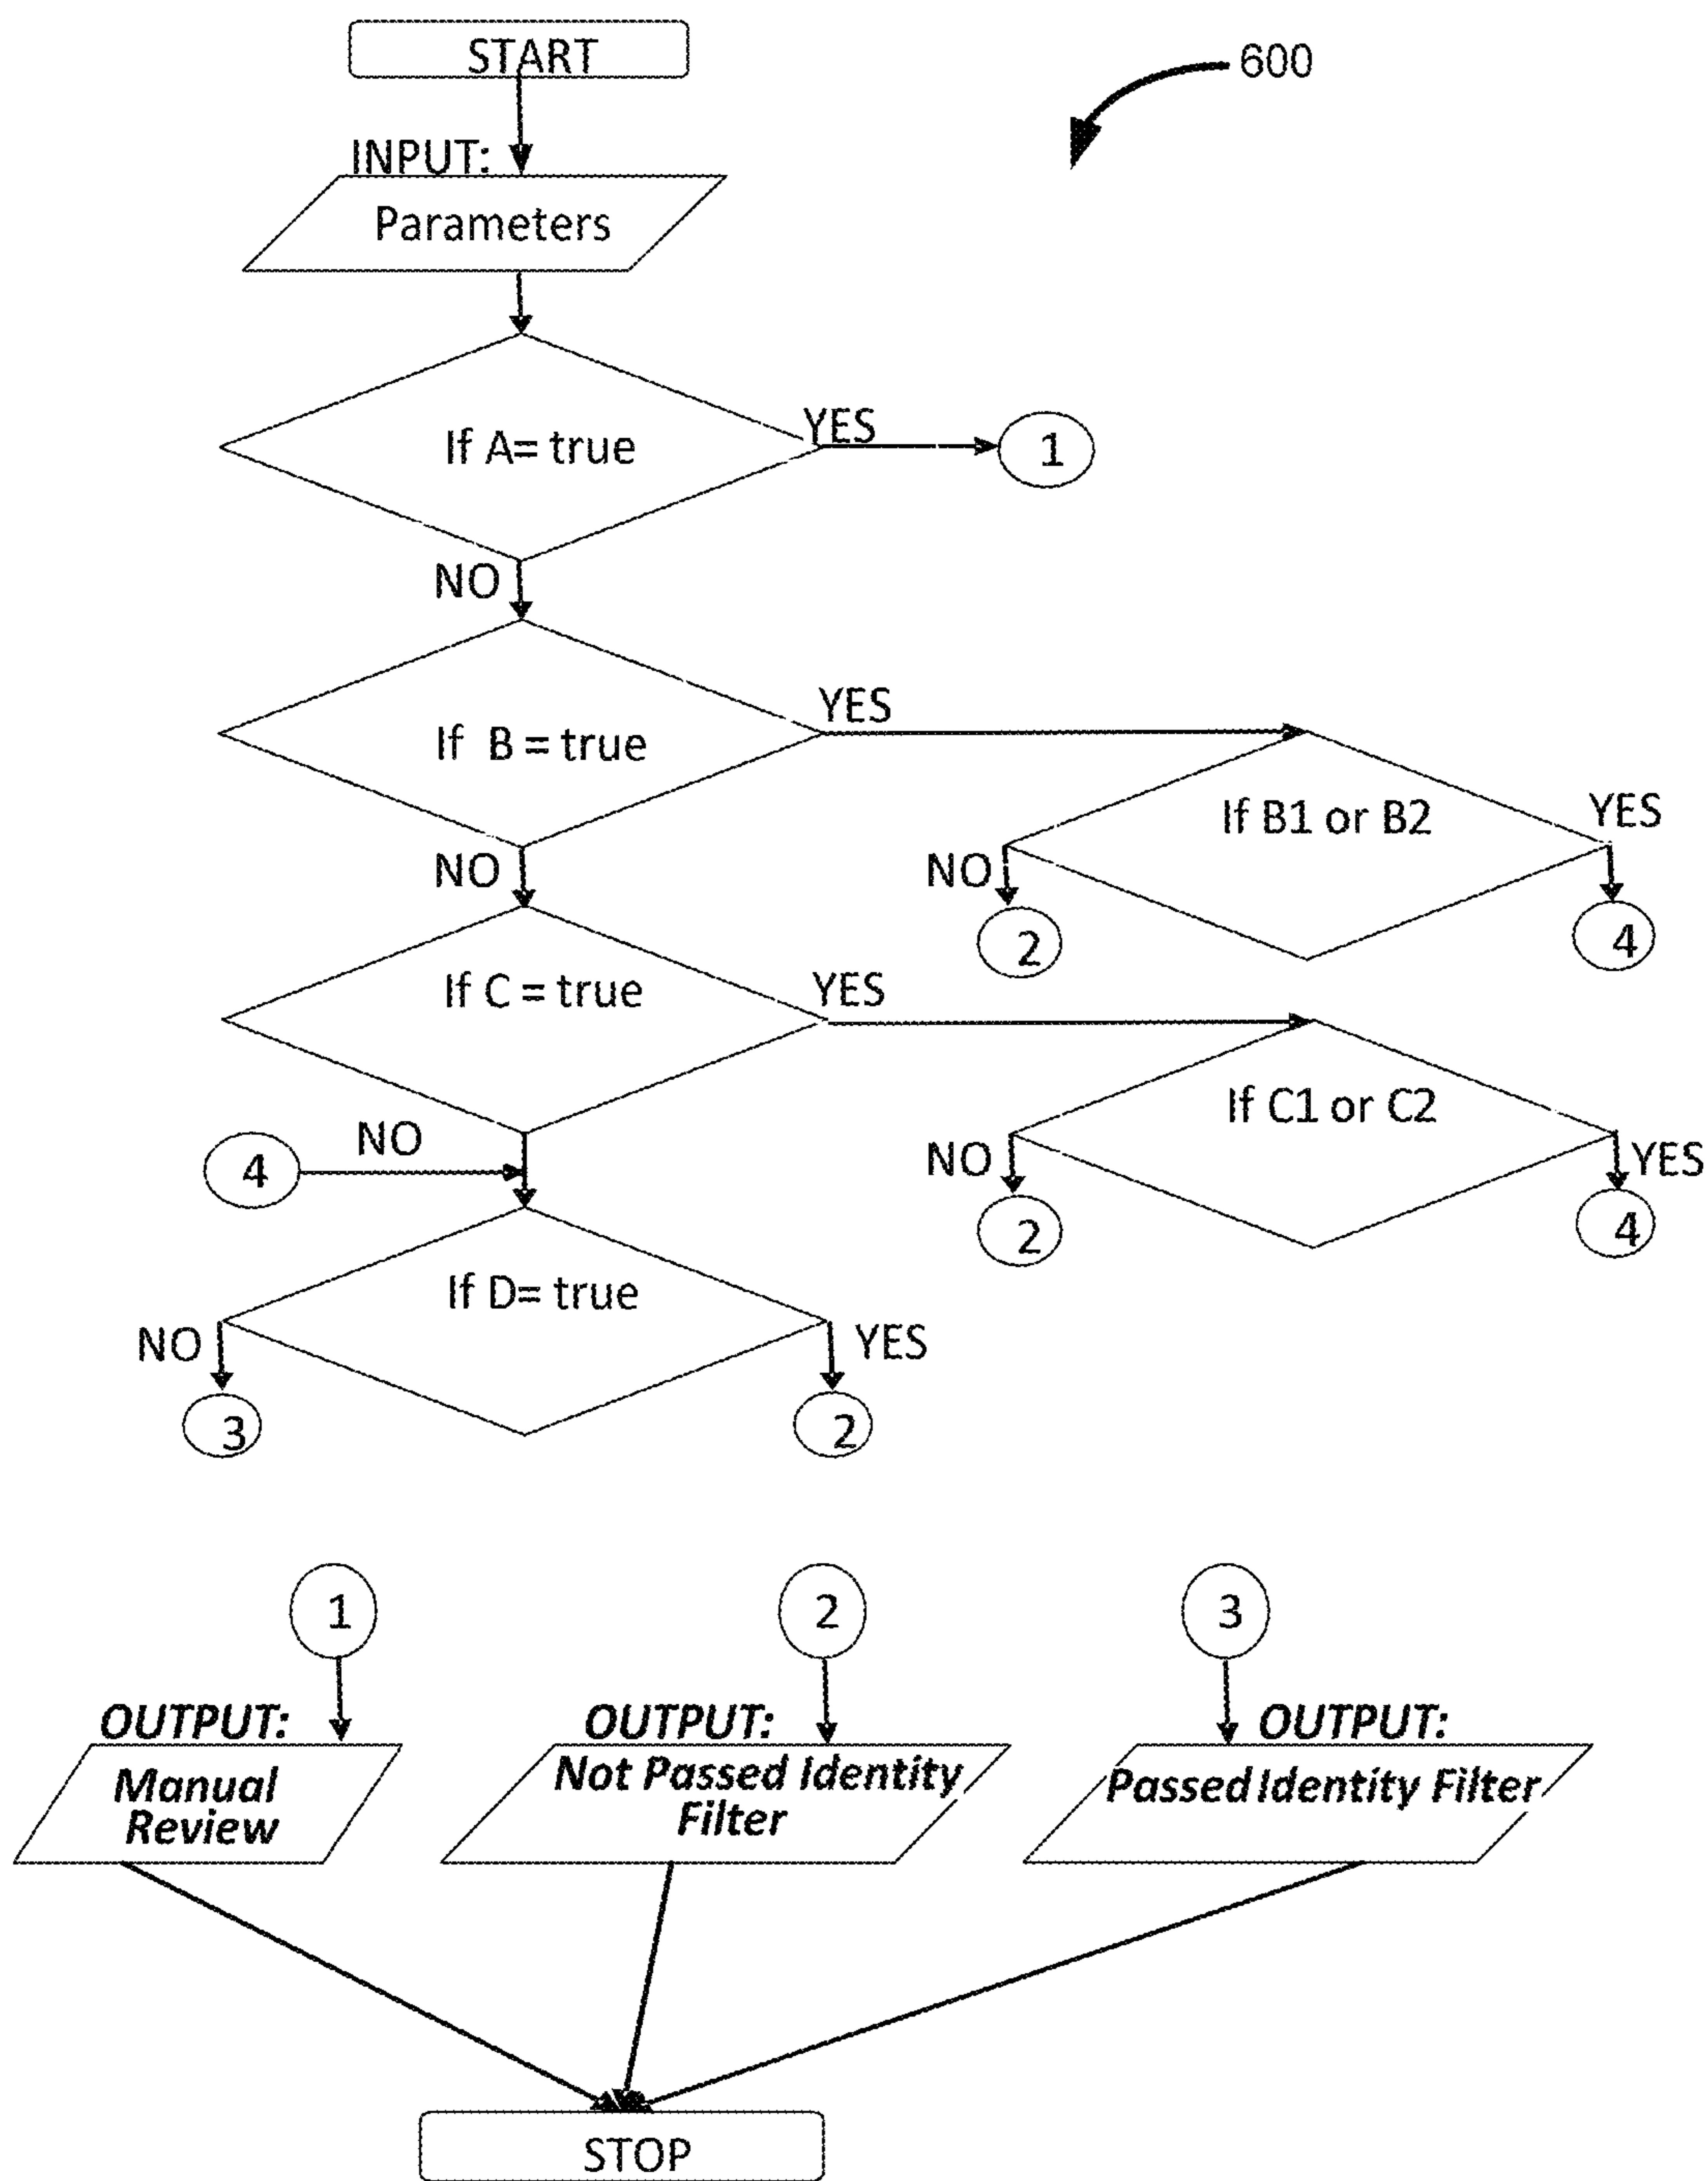 START
600
INPUT:
Parameters
If A= true
YES
1
NO
If B = true
YES
If B1 or B2
YES
NO
2
4
NO
If C = true
YES
If C1 or C2
NO
2
YES
4
4
NO
If D= true
NO
3
YES
2
1
2
3
OUTPUT:
Manual
Review
OUTPUT:
Not Passed Identity
Filter
OUTPUT:
Passed Identity Filter
STOP